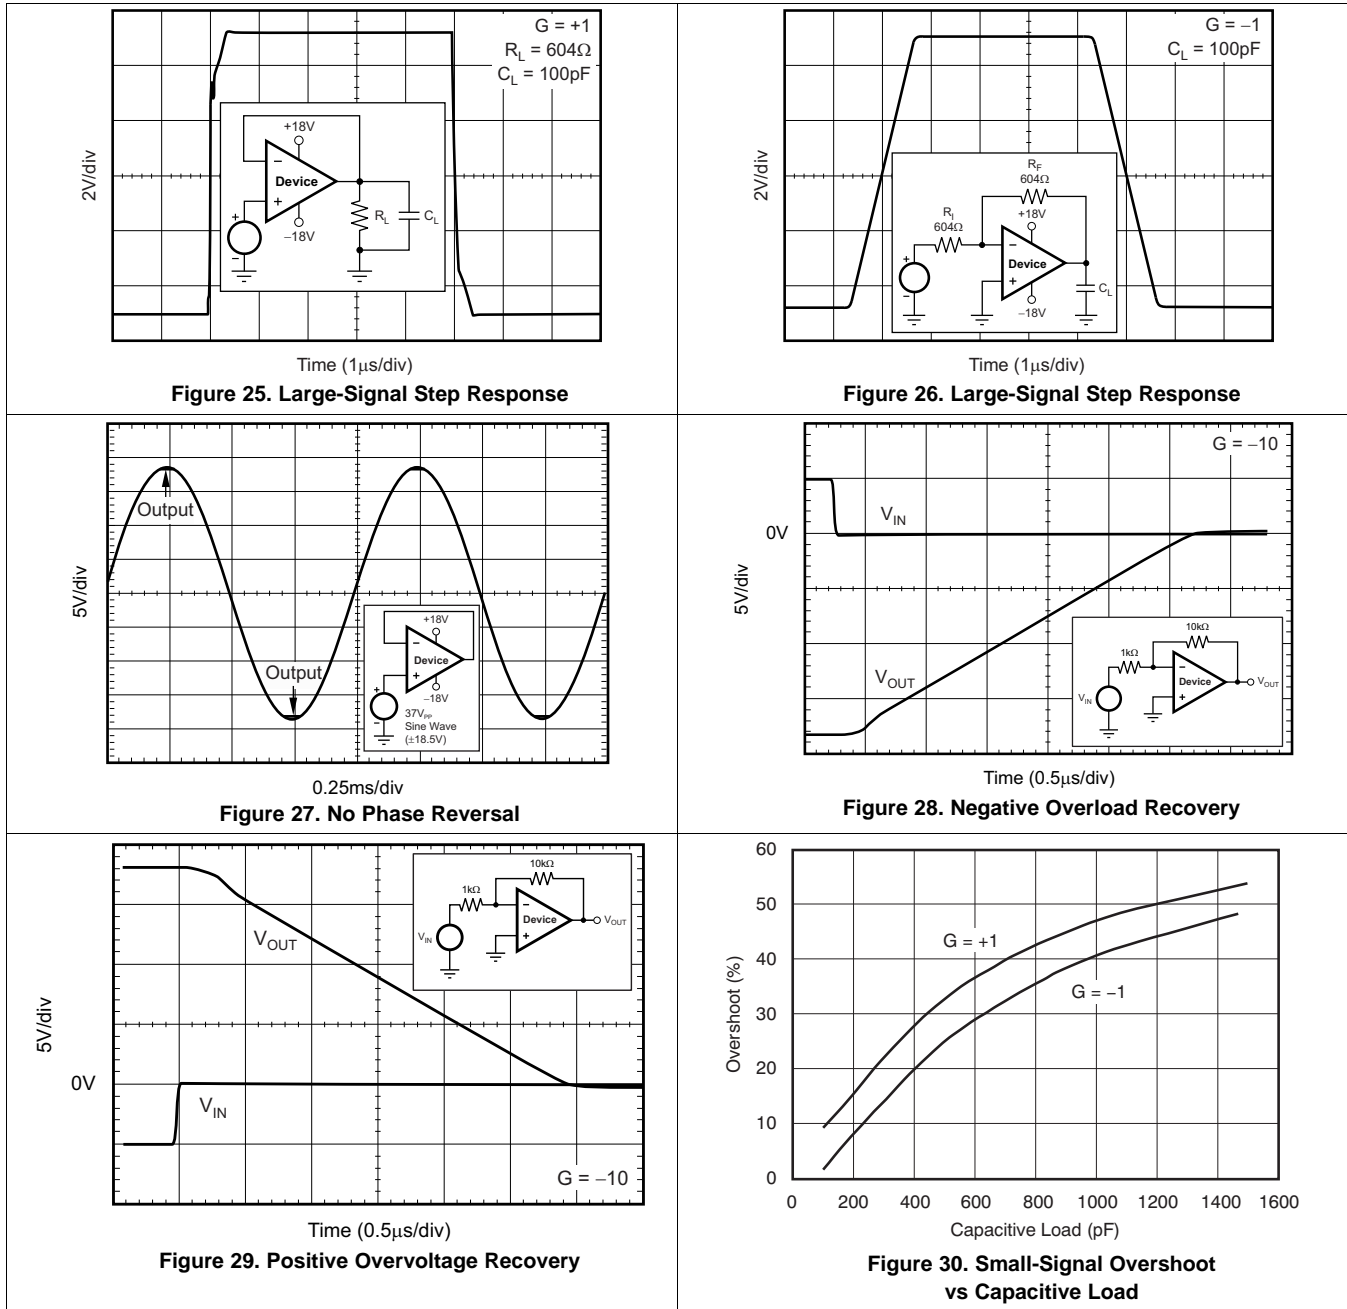 G = +1
R_L = 604Ω
C_L = 100pF
2V/div
+18V
−
Device
+
−18V
R_L
C_L
+
−
Time (1μs/div)
Figure 25. Large-Signal Step Response
G = −1
C_L = 100pF
2V/div
R_F
604Ω
R_I
604Ω
+18V
−
Device
+
−18V
C_L
+
−
Time (1μs/div)
Figure 26. Large-Signal Step Response
5V/div
Output
Output
+18V
−
Device
+
−18V
+
−
37V_PP
Sine Wave
(±18.5V)
0.25ms/div
Figure 27. No Phase Reversal
G = −10
V_IN
0V
5V/div
V_OUT
10kΩ
1kΩ
−
Device
+
V_IN
V_OUT
Time (0.5μs/div)
Figure 28. Negative Overload Recovery
10kΩ
1kΩ
−
Device
+
V_IN
V_OUT
V_OUT
5V/div
0V
V_IN
G = −10
Time (0.5μs/div)
Figure 29. Positive Overvoltage Recovery
60
50
40
30
20
10
0
Overshoot (%)
G = +1
G = −1
0 200 400 600 800 1000 1200 1400 1600
Capacitive Load (pF)
Figure 30. Small-Signal Overshoot
vs Capacitive Load